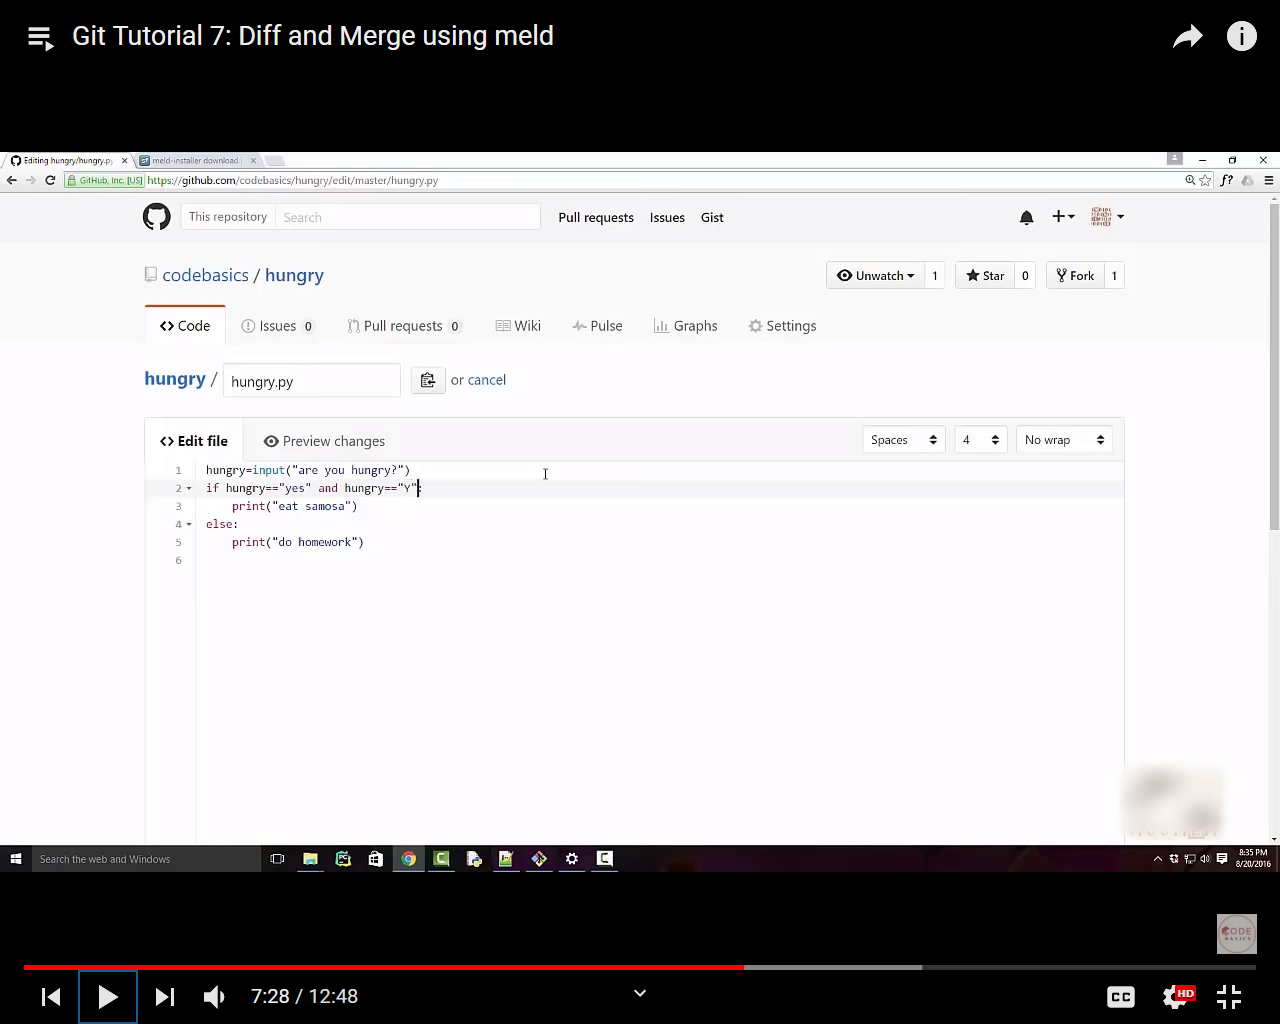 Git Tutorial 7: Diff and Merge using meld
Editing hungry/hungry.py
meld-installer download
GitHub, Inc. [US] https://github.com/codebasics/hungry/edit/master/hungry.py
This repository Search Pull requests Issues Gist
codebasics / hungry
Unwatch 1 Star 0 Fork 1
Code Issues 0 Pull requests 0 Wiki Pulse Graphs Settings
hungry / hungry.py or cancel
Edit file Preview changes Spaces 4 No wrap
1 hungry=input("are you hungry?")
2 if hungry=="yes" and hungry=="Y":
3 print("eat samosa")
4 else:
5 print("do homework")
6
Search the web and Windows
8:35 PM
8/20/2016
CODE
BASICS
7:28 / 12:48
CC
HD